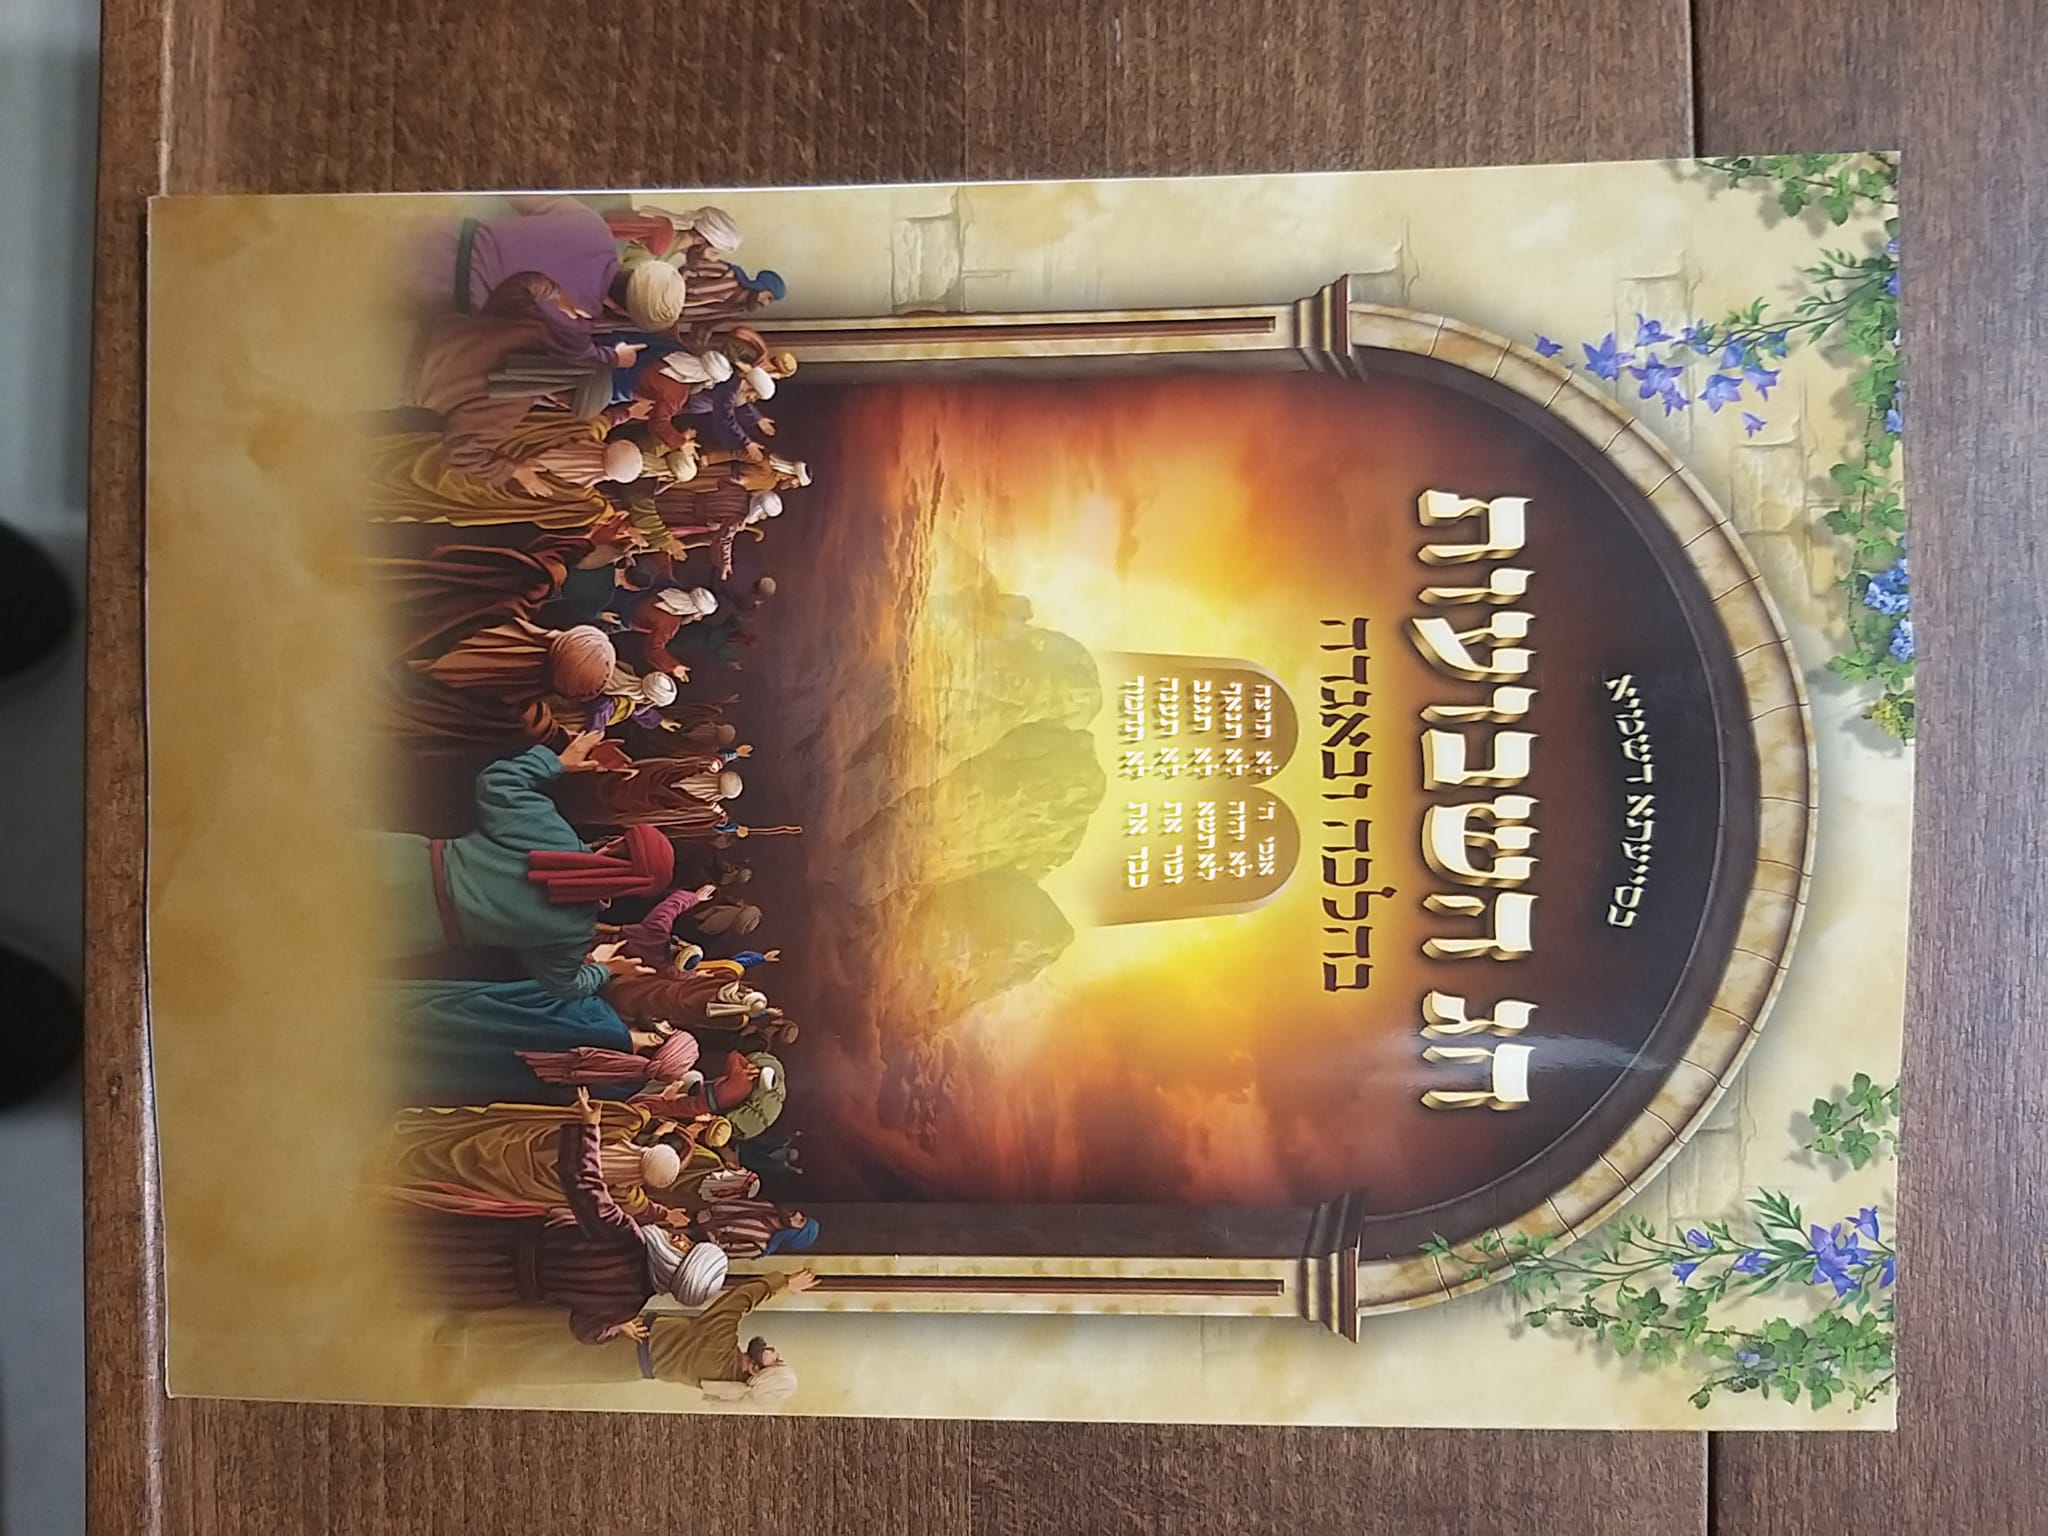 בסייעתא דשמיא
חג השבועות
בהלכה ובאגדה
אנכי ה'
לא יהיה
לא תשא
זכור את
כבד את
לא תרצח
לא תנאף
לא תגנב
לא תענה
לא תחמוד